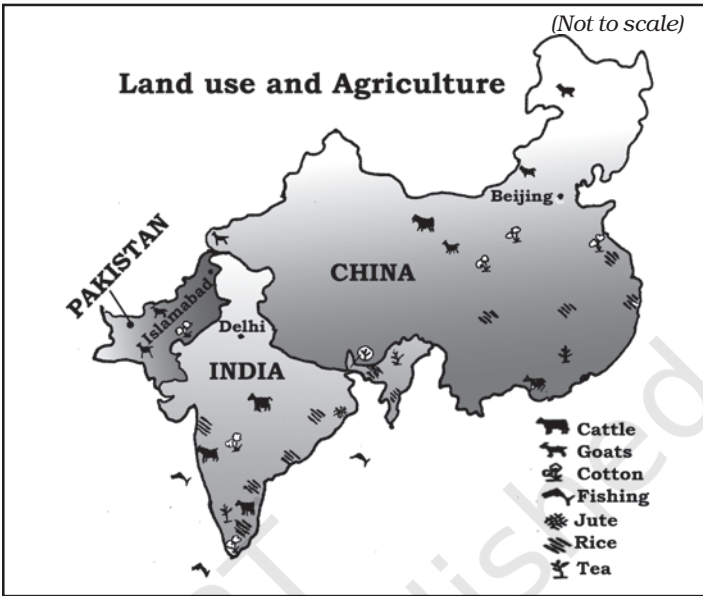 (Not to scale)
Land use and Agriculture
Beijing
PAKISTAN
Islamabad
CHINA
Delhi
INDIA
Cattle
Goats
Cotton
Fishing
Jute
Rice
Tea